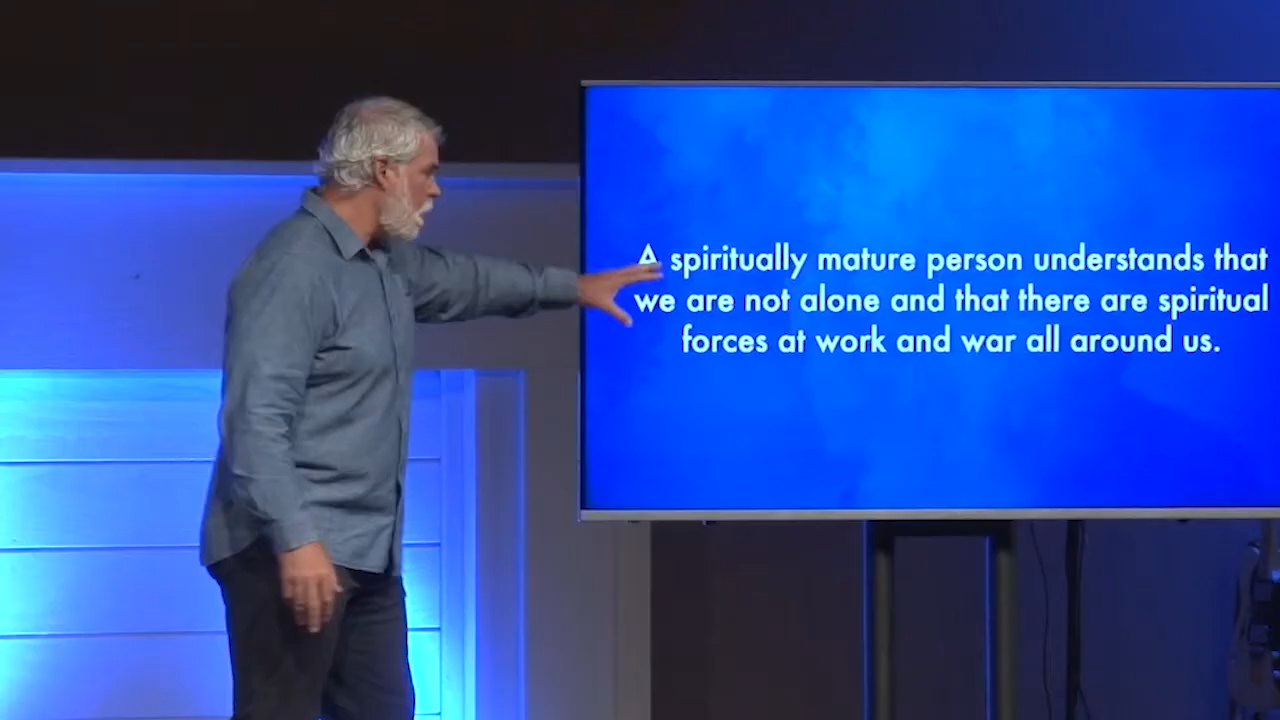 A spiritually mature person understands that
we are not alone and that there are spiritual
forces at work and war all around us.